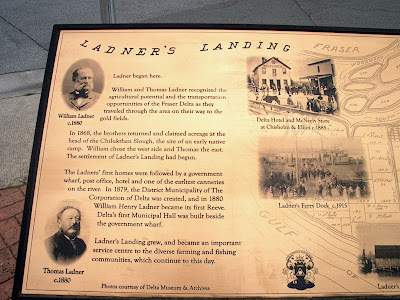 LADNER'S LANDING
FRASER
Ladner began here.
William and Thomas Ladner recognized the
agricultural potential and the transportation
opportunities of the Fraser Delta as they
traveled through the area on their way to the
gold fields.
William Ladner
c.1880
In 1868, the brothers returned and claimed acreage at the
head of the Chilukthan Slough, the site of an early native
camp. William chose the west side and Thomas the east.
The settlement of Ladner's Landing had begun.
The Ladners' first homes were followed by a government
wharf, post office, hotel and one of the earliest canneries
on the river. In 1879, the District Municipality of The
Corporation of Delta was created, and in 1880
William Henry Ladner became its first Reeve.
Delta's first Municipal Hall was built beside
the government wharf.
Ladner's Landing grew, and became an important
service centre to the diverse farming and fishing
communities, which continue to this day.
Thomas Ladner
c.1880
Photos courtesy of Delta Museum & Archives
Delta Hotel and McNeely Store
at Chisholm & Elliott c.1885
Ladner's Ferry Dock, c.1915
GULF
Ladner's